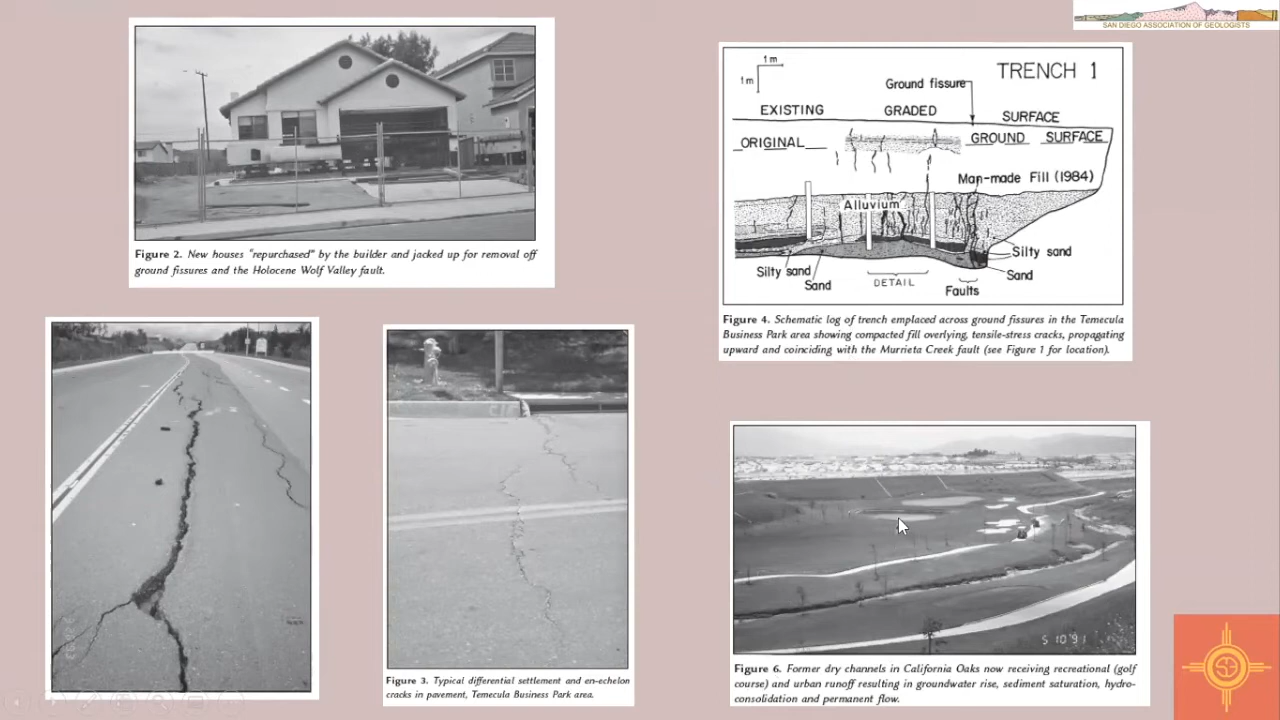 SAN DIEGO ASSOCIATION OF GEOLOGISTS
Figure 2. New houses "repurchased" by the builder and jacked up for removal off
ground fissures and the Holocene Wolf Valley fault.
1 m
1 m
TRENCH 1
Ground fissure
EXISTING GRADED SURFACE
ORIGINAL GROUND SURFACE
Man-made Fill (1984)
Alluvium
Silty sand
Silty sand
Sand
Sand
DETAIL
Faults
Figure 4. Schematic log of trench emplaced across ground fissures in the Temecula
Business Park area showing compacted fill overlying, tensile-stress cracks, propagating
upward and coinciding with the Murrieta Creek fault (see Figure 1 for location).
Figure 3. Typical differential settlement and en-echelon
cracks in pavement, Temecula Business Park area.
5 10 '91
Figure 6. Former dry channels in California Oaks now receiving recreational (golf
course) and urban runoff resulting in groundwater rise, sediment saturation, hydro-
consolidation and permanent flow.